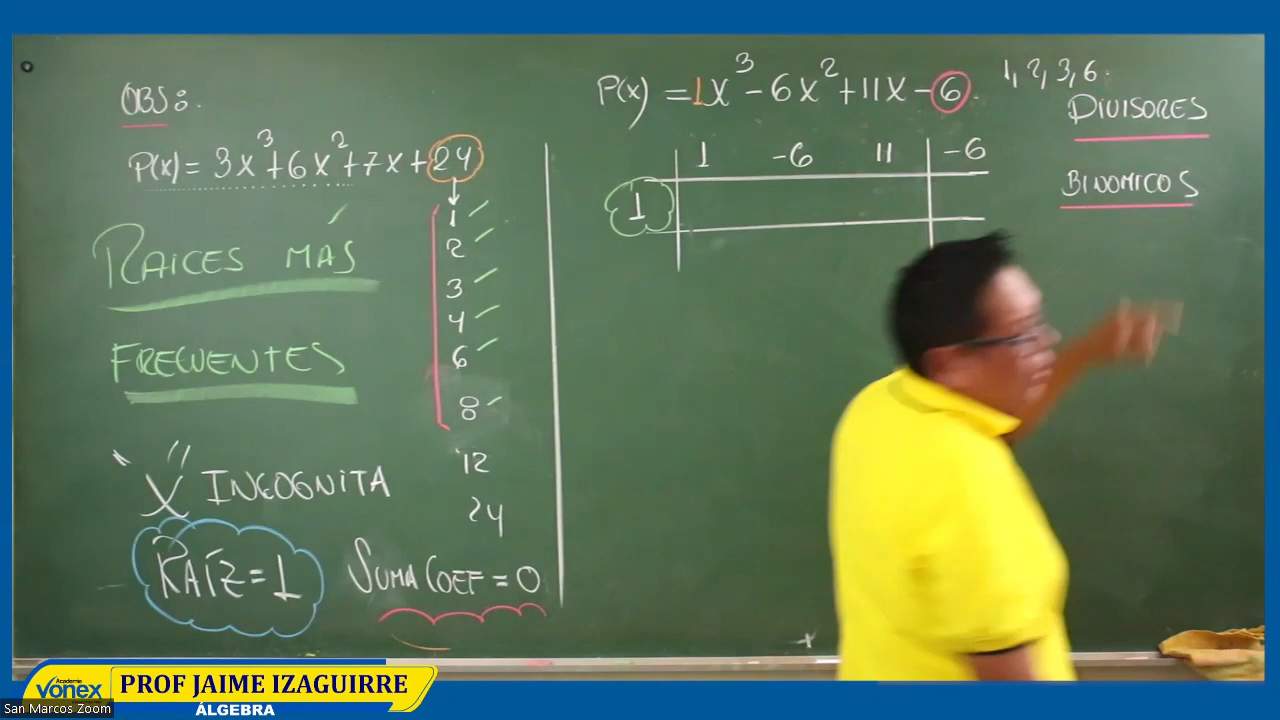 OBS:.
P(x) = 3x³+6x²+7x+24
1
2
3
4
6
8
12
24
RAICES MÁS
FRECUENTES
"X" INCOGNITA
RAÍZ=1 SUMA COEF = 0
P(x) = 1x³-6x²+11x-6
1, 2, 3, 6.
DIVISORES
BINOMICOS
1 -6 11 -6
1
Academia
vonex
PROF JAIME IZAGUIRRE
ÁLGEBRA
San Marcos Zoom